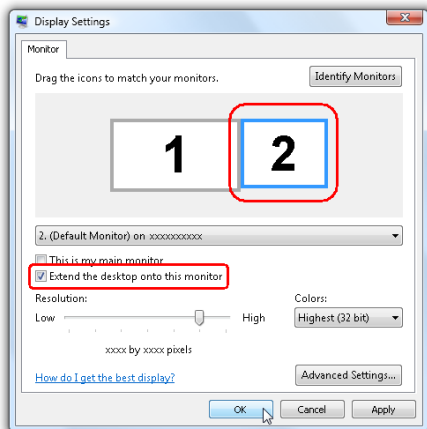 Display Settings
Monitor
Drag the icons to match your monitors.
Identify Monitors
1
2
2. (Default Monitor) on xxxxxxxxxx
This is my main monitor
Extend the desktop onto this monitor
Resolution:
Colors:
Low
High
Highest (32 bit)
xxxx by xxxx pixels
How do I get the best display?
Advanced Settings...
OK
Cancel
Apply